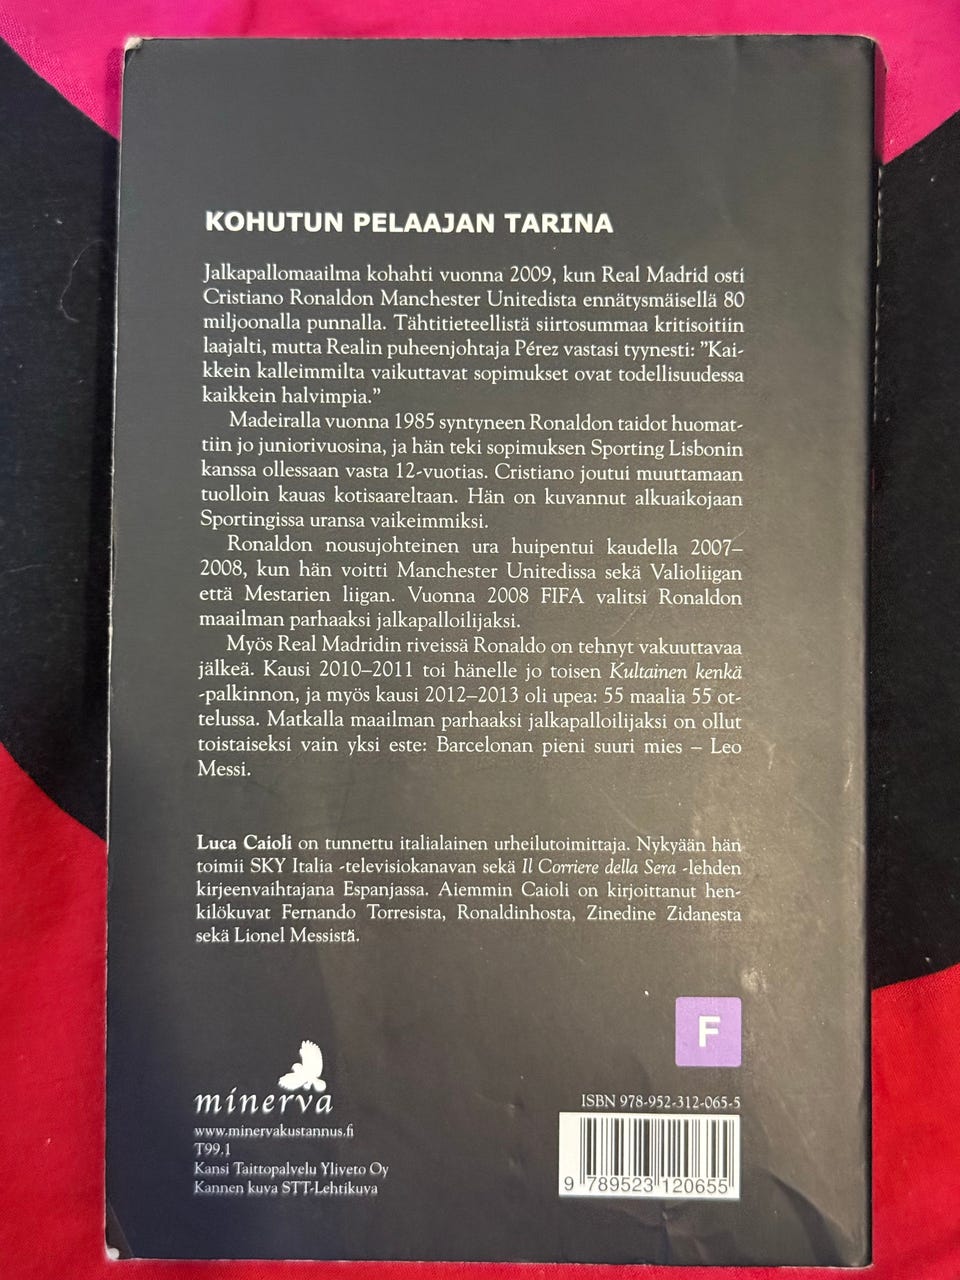 KOHUTUN PELAAJAN TARINA
Jalkapallomaailma kohahti vuonna 2009, kun Real Madrid osti
Cristiano Ronaldon Manchester Unitedista ennätysmäisellä 80
miljoonalla punnalla. Tähtitieteellistä siirtosummaa kritisoitiin
laajalti, mutta Realin puheenjohtaja Pérez vastasi tyynesti: ”Kai-
kkein kalleimmilta vaikuttavat sopimukset ovat todellisuudessa
kaikkein halvimpia.”
Madeiralla vuonna 1985 syntyneen Ronaldon taidot huomat-
tiin jo juniorivuosina, ja hän teki sopimuksen Sporting Lisbonin
kanssa ollessaan vasta 12-vuotias. Cristiano joutui muuttamaan
tuolloin kauas kotisaareltaan. Hän on kuvannut alkuaikojaan
Sportingissa uransa vaikeimmiksi.
Ronaldon nousujohteinen ura huipentui kaudella 2007–
2008, kun hän voitti Manchester Unitedissa sekä Valioliigan
että Mestarien liigan. Vuonna 2008 FIFA valitsi Ronaldon
maailman parhaaksi jalkapalloilijaksi.
Myös Real Madridin riveissä Ronaldo on tehnyt vakuuttavaa
jälkeä. Kausi 2010–2011 toi hänelle jo toisen Kultainen kenkä
-palkinnon, ja myös kausi 2012–2013 oli upea: 55 maalia 55 ot-
telussa. Matkalla maailman parhaaksi jalkapalloilijaksi on ollut
toistaiseksi vain yksi este: Barcelonan pieni suuri mies – Leo
Messi.
Luca Caioli on tunnettu italialainen urheilutoimittaja. Nykyään hän
toimii SKY Italia -televisiokanavan sekä Il Corriere della Sera -lehden
kirjeenvaihtajana Espanjassa. Aiemmin Caioli on kirjoittanut hen-
kilökuvat Fernando Torresista, Ronaldinhosta, Zinedine Zidanesta
sekä Lionel Messistä.
F
minerva
www.minervakustannus.fi
T99.1
Kansi Taittopalvelu Yliveto Oy
Kannen kuva STT-Lehtikuva
ISBN 978-952-312-065-5
9 789523 120655